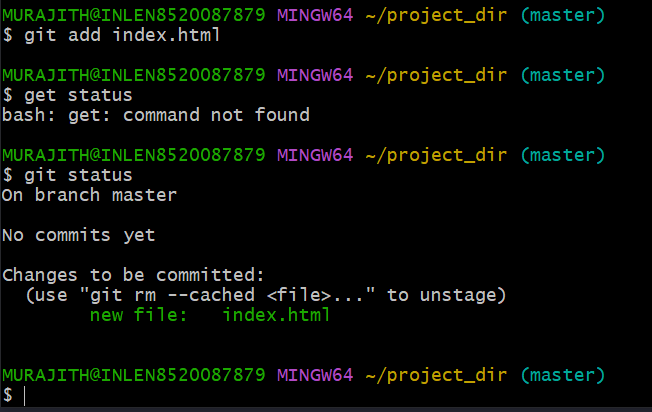 MURAJITH@INLEN8520087879 MINGW64 ~/project_dir (master)
$ git add index.html
MURAJITH@INLEN8520087879 MINGW64 ~/project_dir (master)
$ get status
bash: get: command not found
MURAJITH@INLEN8520087879 MINGW64 ~/project_dir (master)
$ git status
On branch master
No commits yet
Changes to be committed:
  (use "git rm --cached <file>..." to unstage)
        new file:   index.html
MURAJITH@INLEN8520087879 MINGW64 ~/project_dir (master)
$